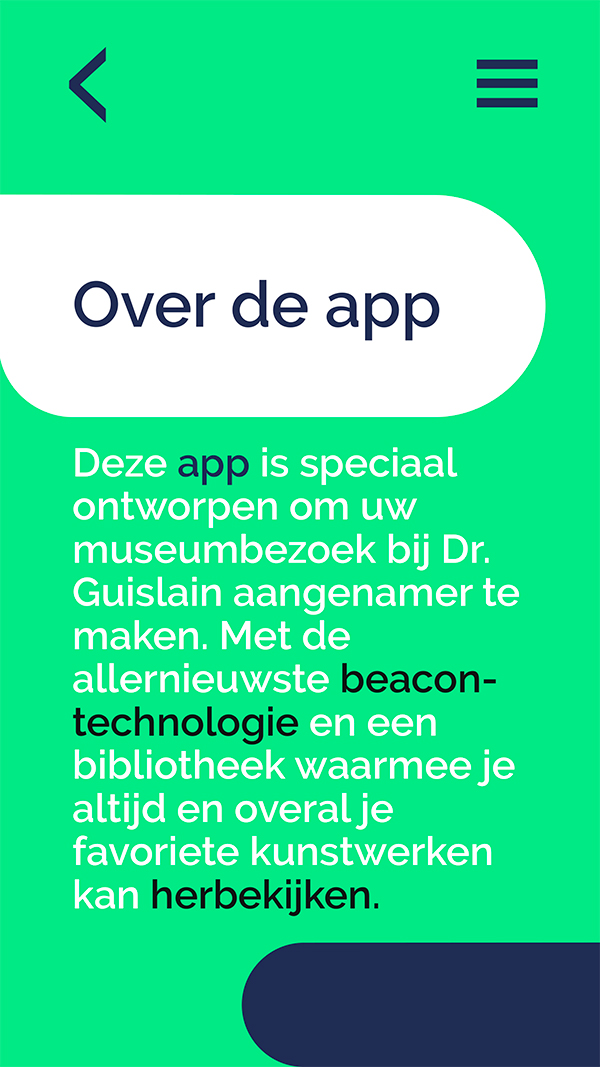 Over de app
Deze app is speciaal
ontworpen om uw
museumbezoek bij Dr.
Guislain aangenamer te
maken. Met de
allernieuwste beacon-
technologie en een
bibliotheek waarmee je
altijd en overal je
favoriete kunstwerken
kan herbekijken.